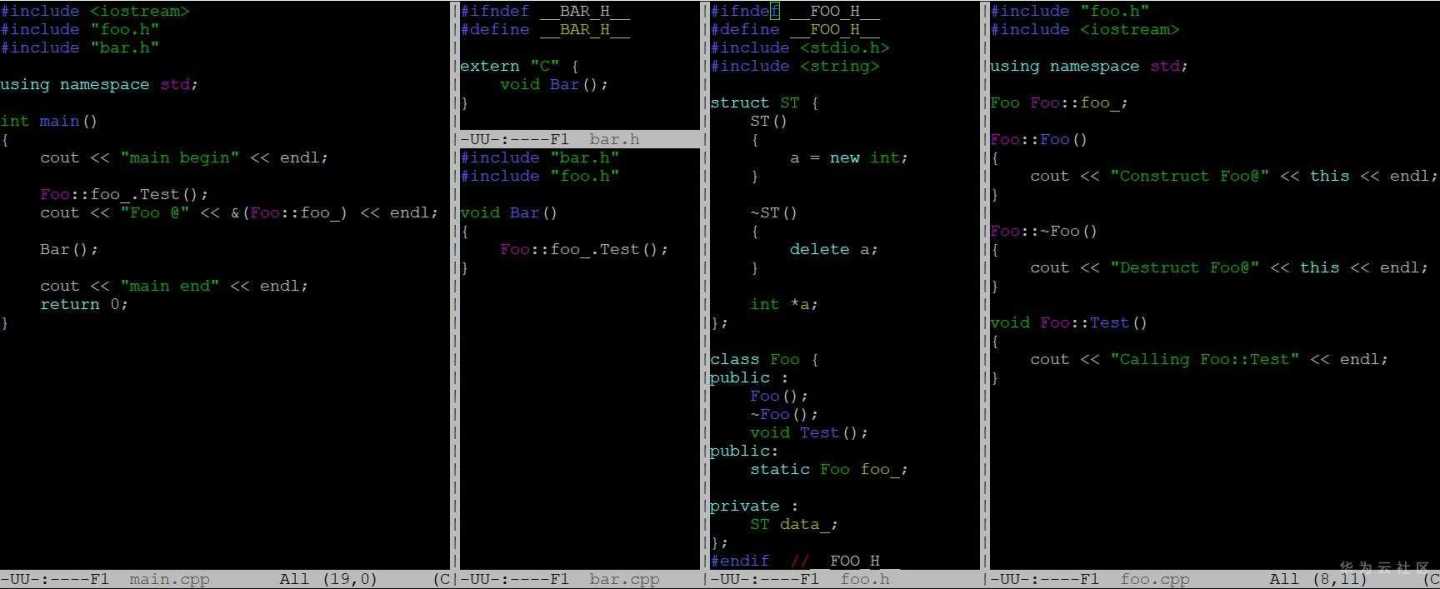 #include <iostream>
#include "foo.h"
#include "bar.h"

using namespace std;

int main()
{
    cout << "main begin" << endl;

    Foo::foo_.Test();
    cout << "Foo @" << &(Foo::foo_) << endl;

    Bar();

    cout << "main end" << endl;
    return 0;
}
-UU-:----F1  main.cpp       All (19,0)     (C
#ifndef __BAR_H__
#define __BAR_H__

extern "C" {
    void Bar();
}
-UU-:----F1  bar.h
#include "bar.h"
#include "foo.h"

void Bar()
{
    Foo::foo_.Test();
}
-UU-:----F1  bar.cpp
#ifndef __FOO_H__
#define __FOO_H__
#include <stdio.h>
#include <string>

struct ST {
    ST()
    {
        a = new int;
    }

    ~ST()
    {
        delete a;
    }

    int *a;
};

class Foo {
public :
    Foo();
    ~Foo();
    void Test();
public:
    static Foo foo_;

private :
    ST data_;
};
#endif  //__FOO_H__
-UU-:----F1  foo.h
#include "foo.h"
#include <iostream>

using namespace std;

Foo Foo::foo_;

Foo::Foo()
{
    cout << "Construct Foo@" << this << endl;
}

Foo::~Foo()
{
    cout << "Destruct Foo@" << this << endl;
}

void Foo::Test()
{
    cout << "Calling Foo::Test" << endl;
}
-UU-:----F1  foo.cpp        All (8,11)     (C
华为云社区